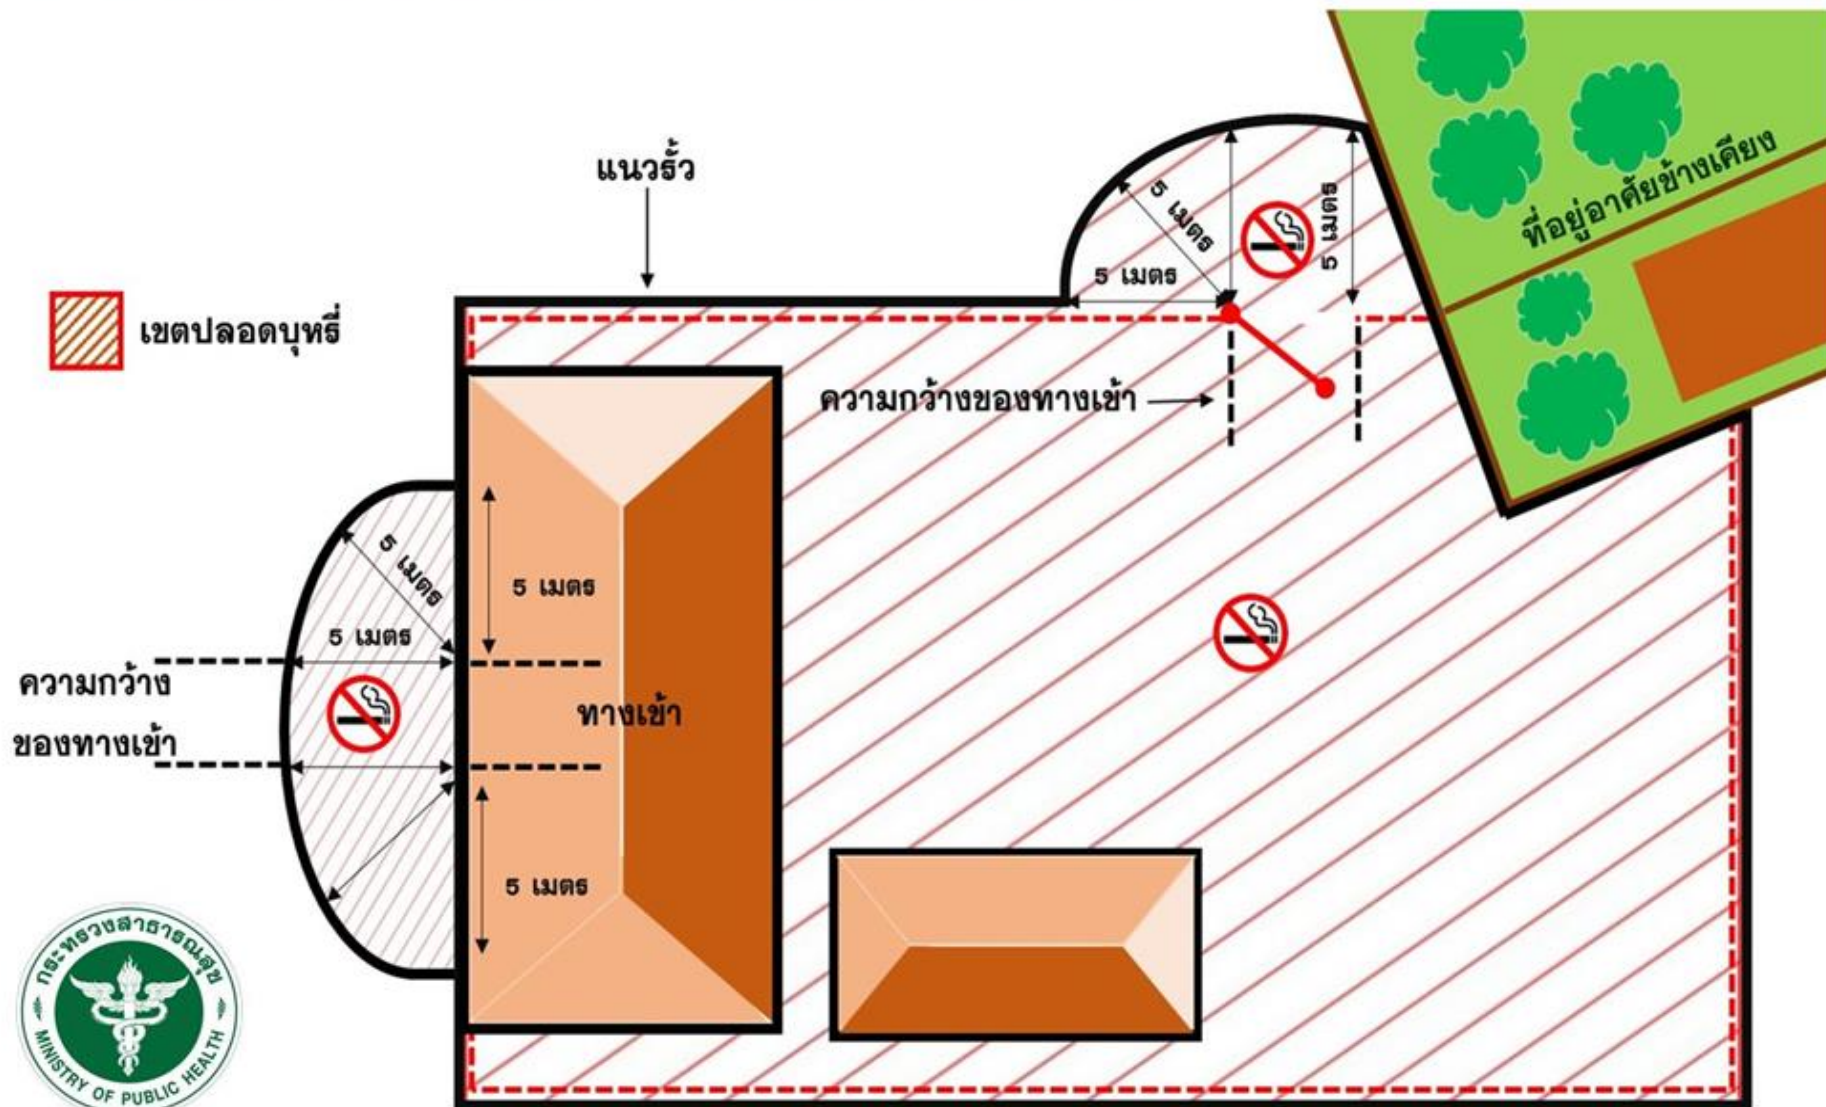 แนวรั้ว
5 เมตร
5 เมตร
5 เมตร
ที่อยู่อาศัยข้างเคียง
เขตปลอดบุหรี่
ความกว้างของทางเข้า
5 เมตร
5 เมตร
5 เมตร
ความกว้าง
ของทางเข้า
ทางเข้า
5 เมตร
กระทรวงสาธารณสุข
MINISTRY OF PUBLIC HEALTH